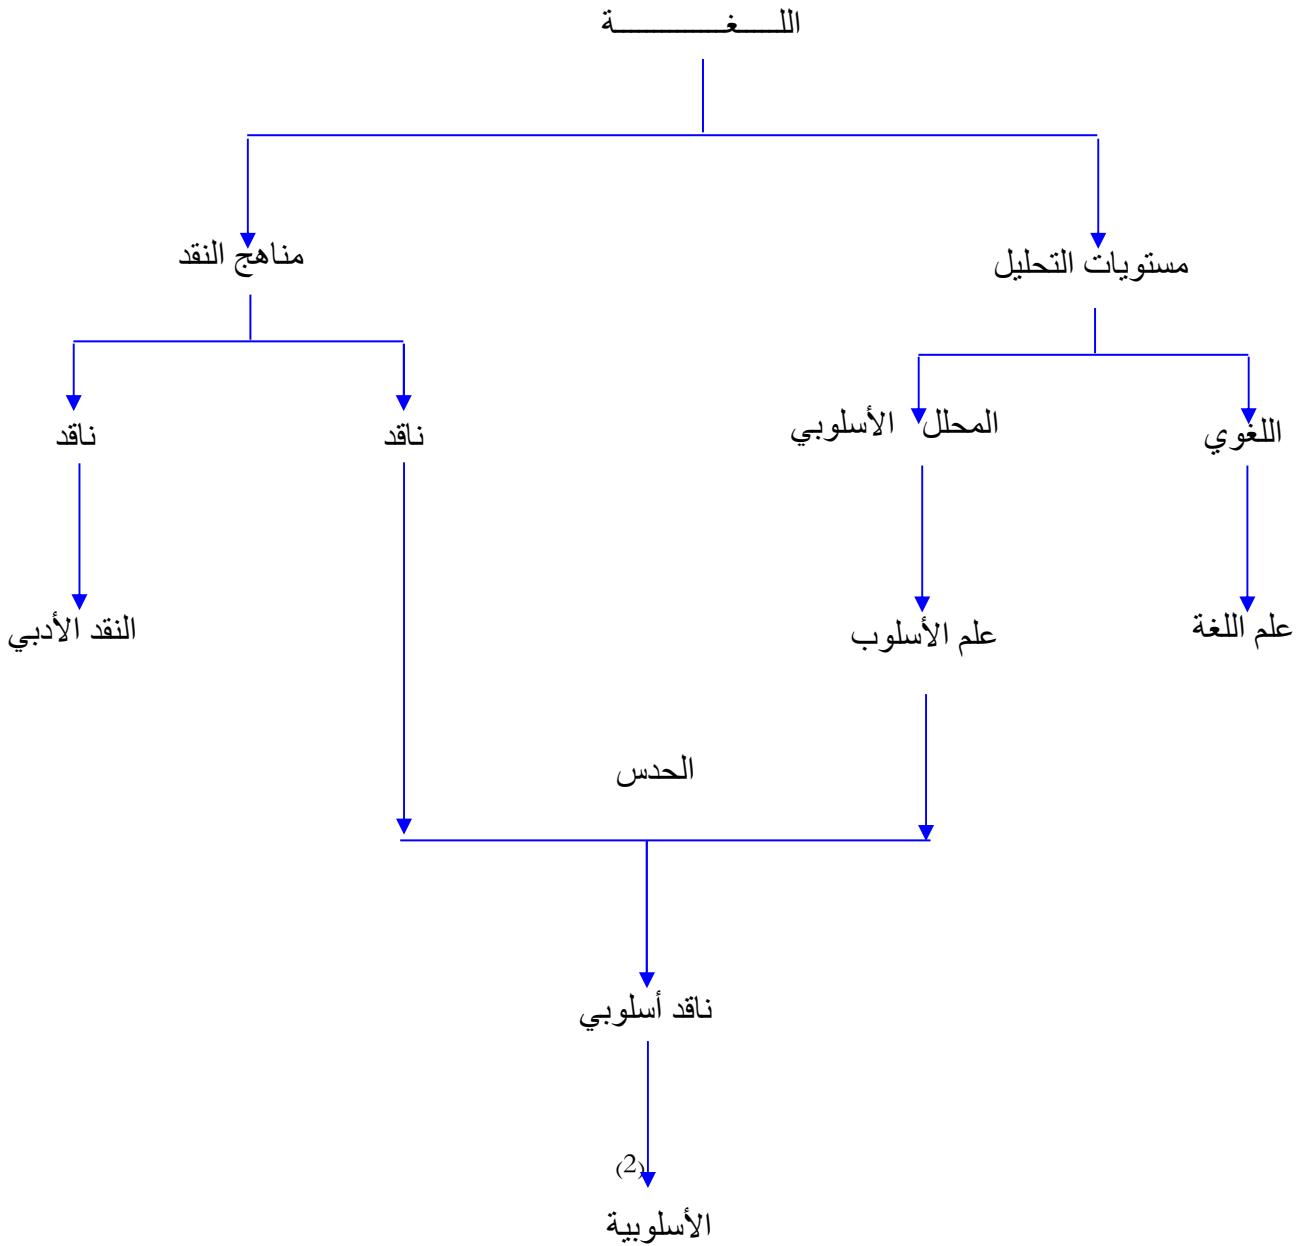 اللـــــغـــــــــــــة
مستويات التحليل
مناهج النقد
اللغوي
المحلل الأسلوبي
ناقد
ناقد
علم اللغة
علم الأسلوب
النقد الأدبي
الحدس
ناقد أسلوبي
(2)
الأسلوبية